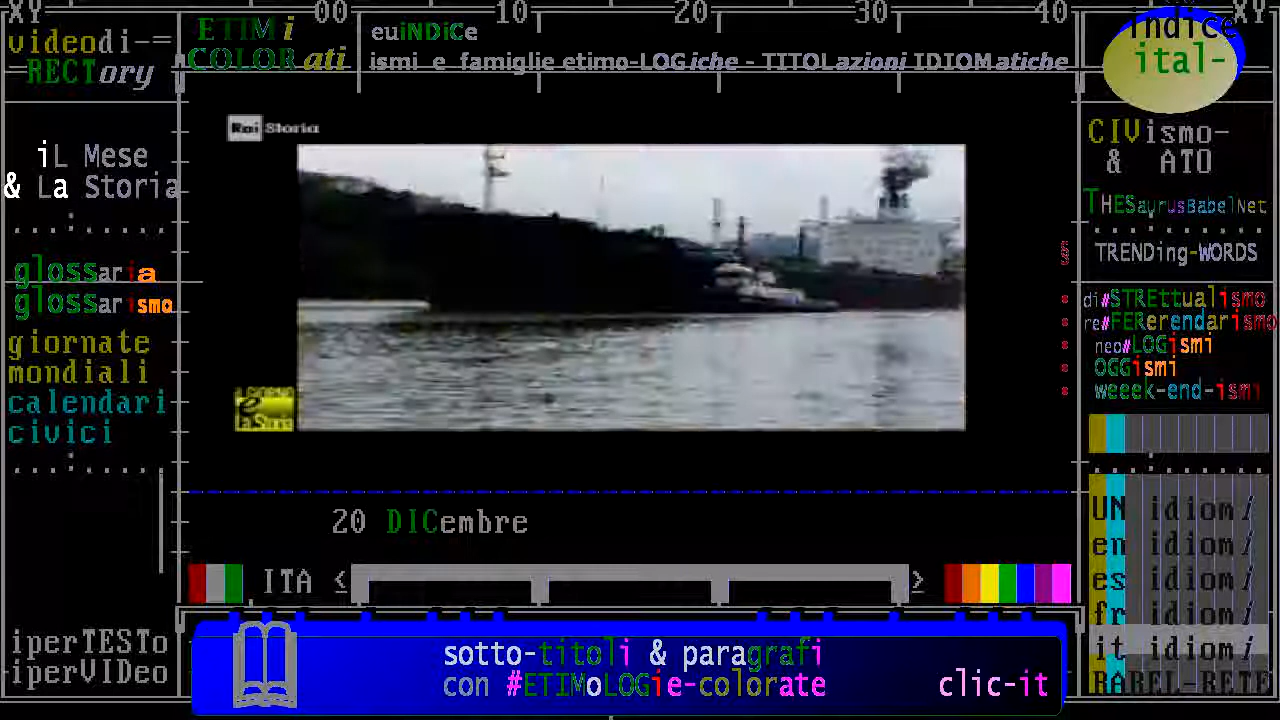 XY 00 10 20 30 40 XY
videodi-=
RECTory
ETIMi
COLORati
euiNDiCe
ismi e famiglie etimo-LOGiche - TITOLazioni IDIOMatiche
indice
ital-
Rai Storia
iL Mese
& La Storia
glossaria
glossarismo
giornate
mondiali
calendari
civici
iperTESTo
iperVIDeo
CIVismo-
& ATO
THESaurusBabelNet
TRENDing-WORDS
di#STREttualismo
re#FERerendarismo
neo#LOGismi
OGGismi
weeek-end-ismi
UN idiom/
en idiom/
es idiom/
fr idiom/
it idiom/
BABEL-RETE
20 DICembre
ITA < >
sotto-titoli & paragrafi
con #ETIMoLOGie-colorate
clic-it